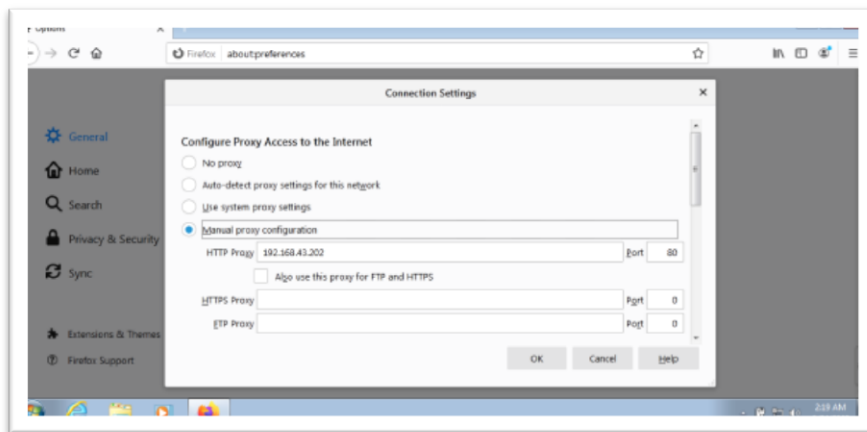 Options
Firefox about:preferences
Connection Settings
General
Home
Search
Privacy & Security
Sync
Extensions & Themes
Firefox Support
Configure Proxy Access to the Internet
No proxy
Auto-detect proxy settings for this network
Use system proxy settings
Manual proxy configuration
HTTP Proxy 192.168.43.202 Port 80
Also use this proxy for FTP and HTTPS
HTTPS Proxy Port 0
FTP Proxy Port 0
OK Cancel Help
2:19 AM